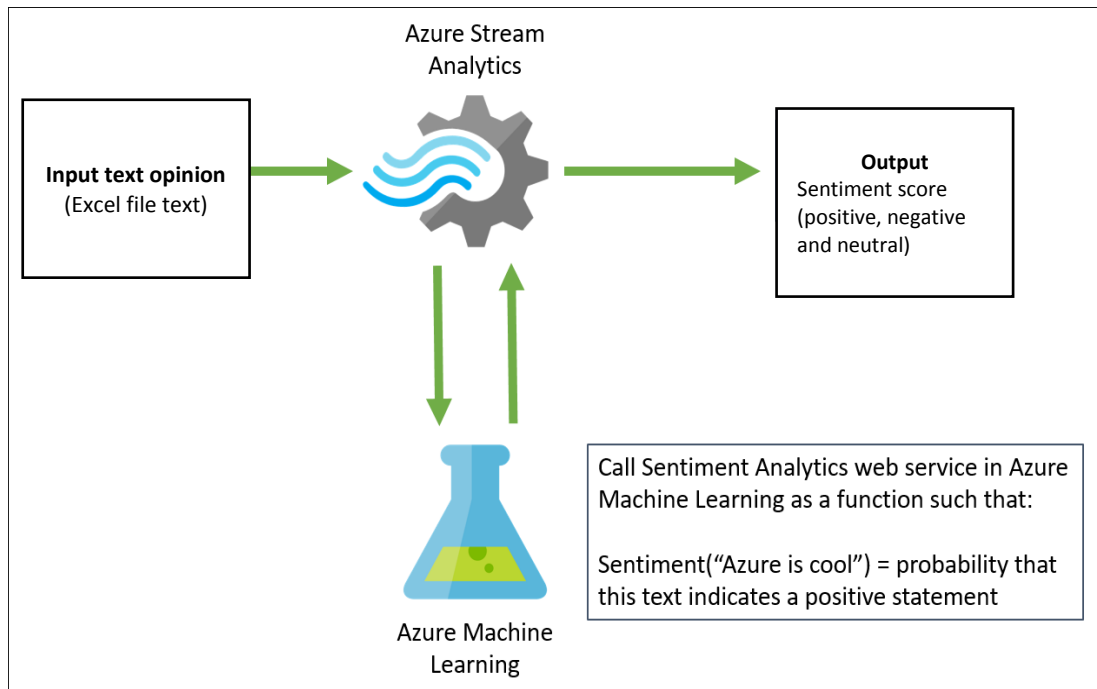 Azure Stream
Analytics
Input text opinion
(Excel file text)
Output
Sentiment score
(positive, negative
and neutral)
Call Sentiment Analytics web service in Azure
Machine Learning as a function such that:
Sentiment(“Azure is cool”) = probability that
this text indicates a positive statement
Azure Machine
Learning